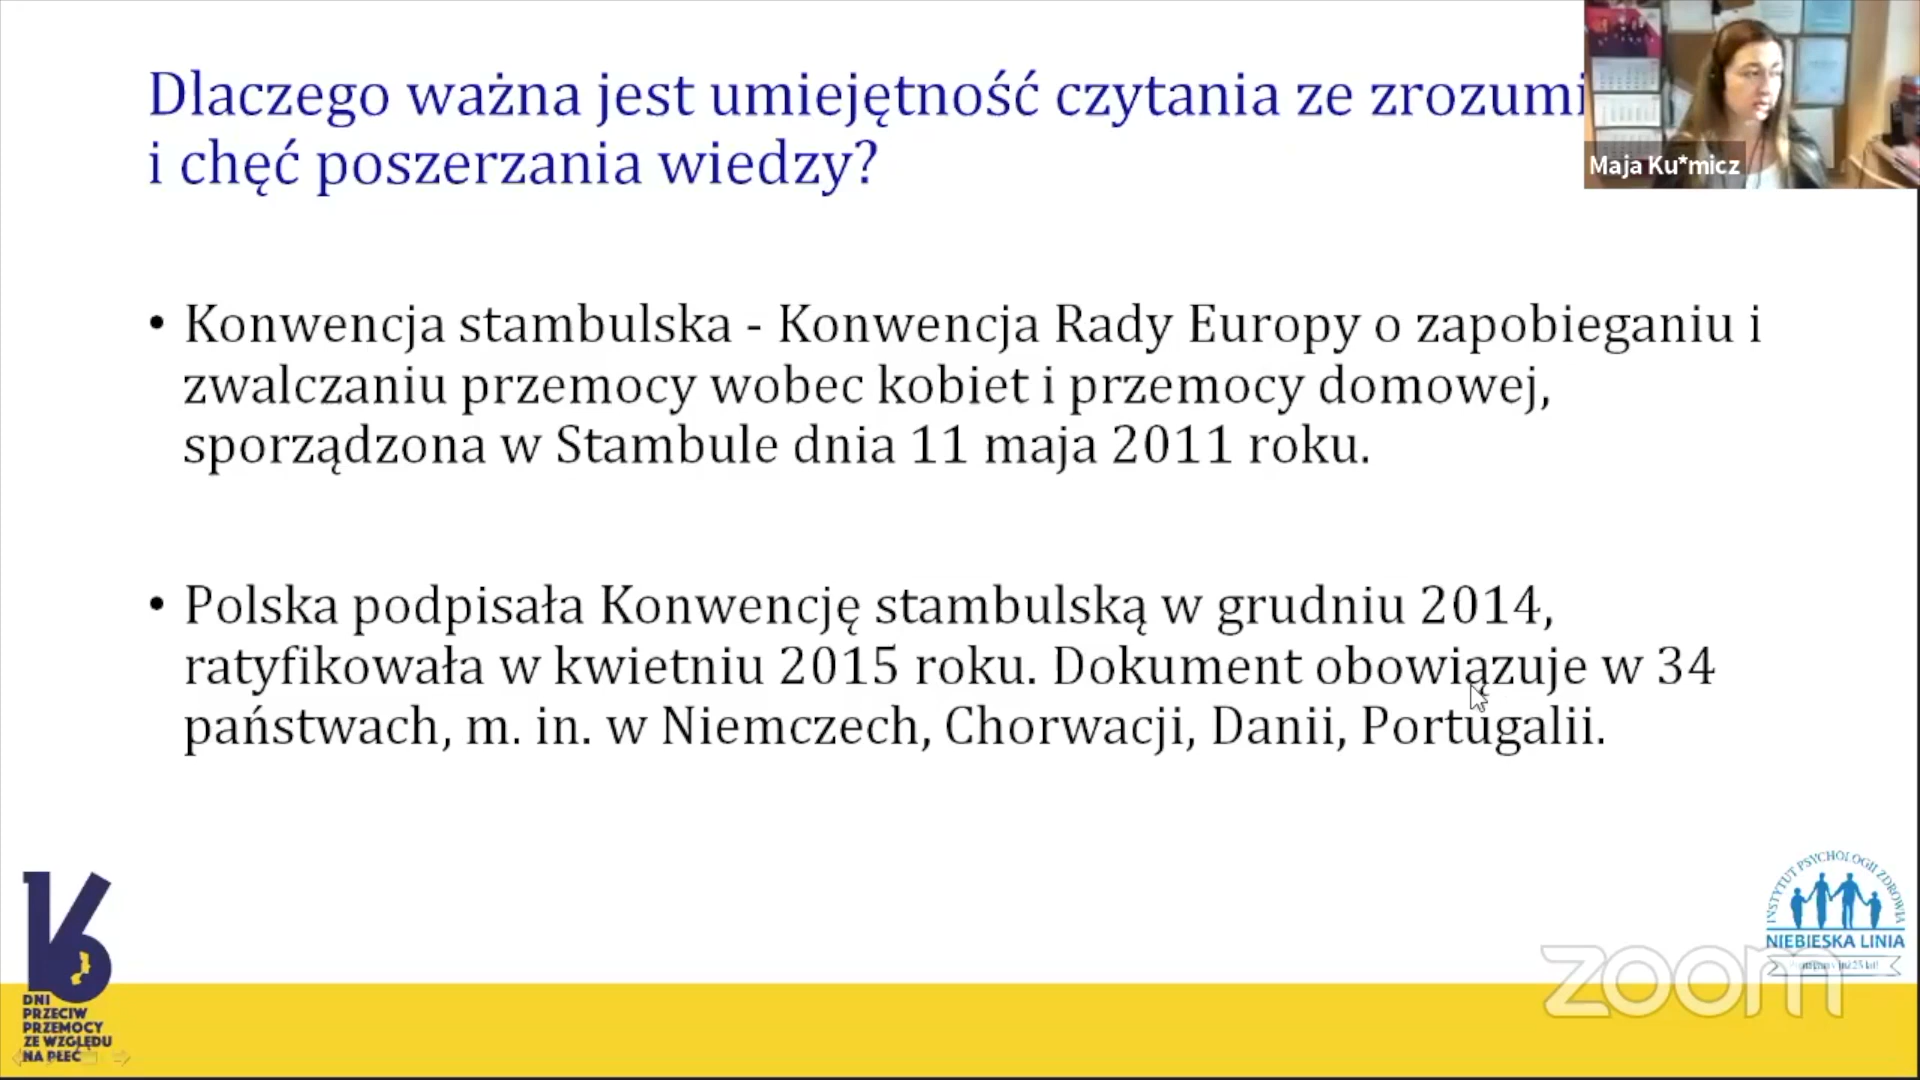 Dlaczego ważna jest umiejętność czytania ze zrozumi
i chęć poszerzania wiedzy?
Maja Ku*micz
• Konwencja stambulska - Konwencja Rady Europy o zapobieganiu i
zwalczaniu przemocy wobec kobiet i przemocy domowej,
sporządzona w Stambule dnia 11 maja 2011 roku.
• Polska podpisała Konwencję stambulską w grudniu 2014,
ratyfikowała w kwietniu 2015 roku. Dokument obowiązuje w 34
państwach, m. in. w Niemczech, Chorwacji, Danii, Portugalii.
16
DNI
PRZECIW
PRZEMOCY
ZE WZGLĘDU
NA PŁEĆ
INSTYTUT PSYCHOLOGII ZDROWIA
NIEBIESKA LINIA
zoom